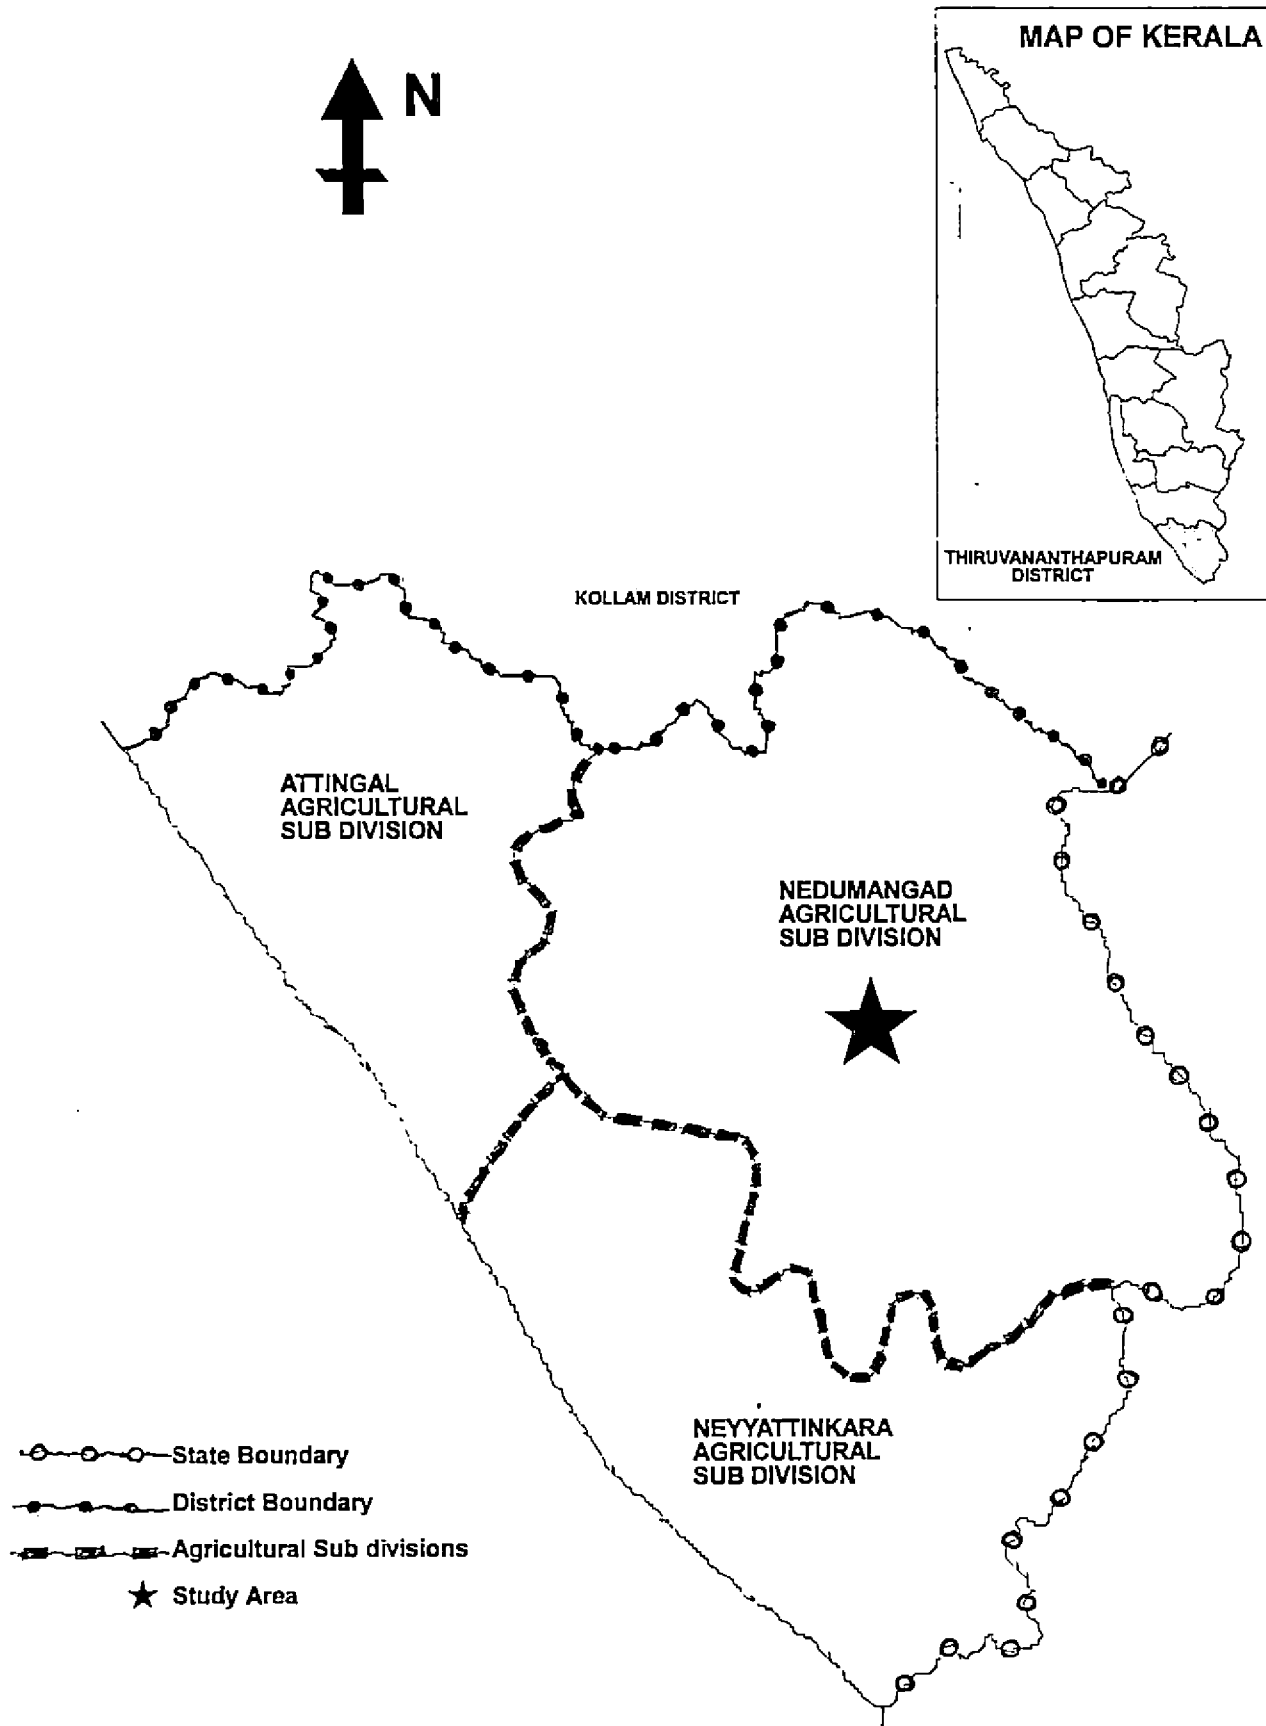 MAP OF KERALA
N
THIRUVANANTHAPURAM
DISTRICT
KOLLAM DISTRICT
ATTINGAL
AGRICULTURAL
SUB DIVISION
NEDUMANGAD
AGRICULTURAL
SUB DIVISION
NEYYATTINKARA
AGRICULTURAL
SUB DIVISION
State Boundary
District Boundary
Agricultural Sub divisions
Study Area